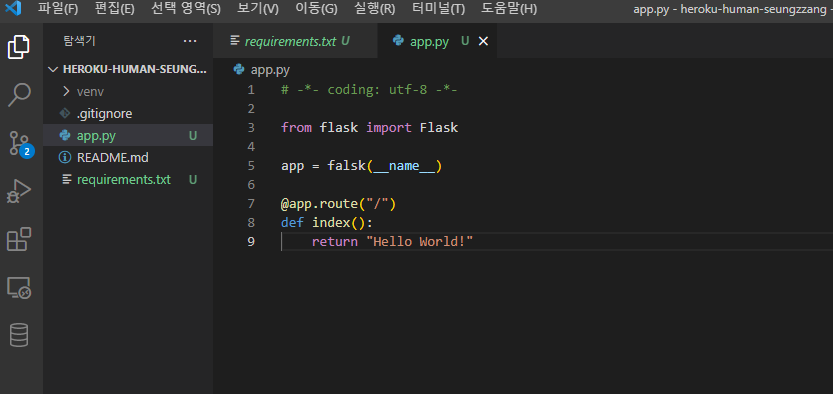 파일(F) 편집(E) 선택 영역(S) 보기(V) 이동(G) 실행(R) 터미널(T) 도움말(H) app.py - heroku-human-seungzzang -
탐색기 ...
requirements.txt U app.py U
HEROKU-HUMAN-SEUNG...
app.py
venv
.gitignore
app.py U
README.md
requirements.txt U
2
1 # -*- coding: utf-8 -*-
2
3 from flask import Flask
4
5 app = falsk(__name__)
6
7 @app.route("/")
8 def index():
9 return "Hello World!"